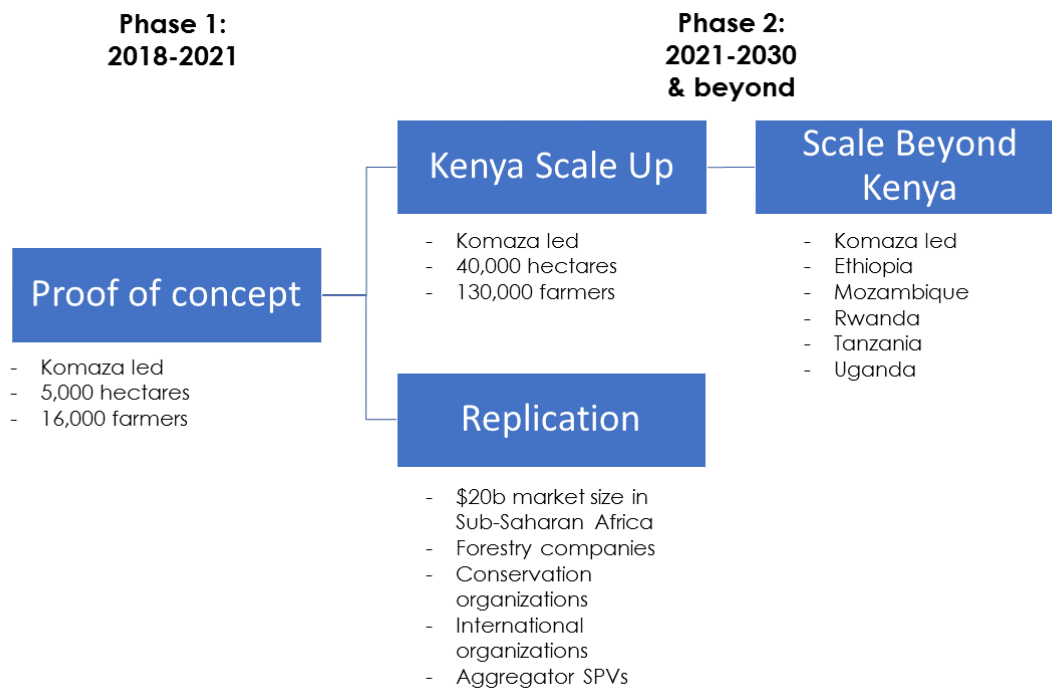 Phase 1:
2018-2021
Phase 2:
2021-2030
& beyond
Proof of concept
- Komaza led
- 5,000 hectares
- 16,000 farmers
Kenya Scale Up
- Komaza led
- 40,000 hectares
- 130,000 farmers
Scale Beyond
Kenya
- Komaza led
- Ethiopia
- Mozambique
- Rwanda
- Tanzania
- Uganda
Replication
- $20b market size in
Sub-Saharan Africa
- Forestry companies
- Conservation
organizations
- International
organizations
- Aggregator SPVs